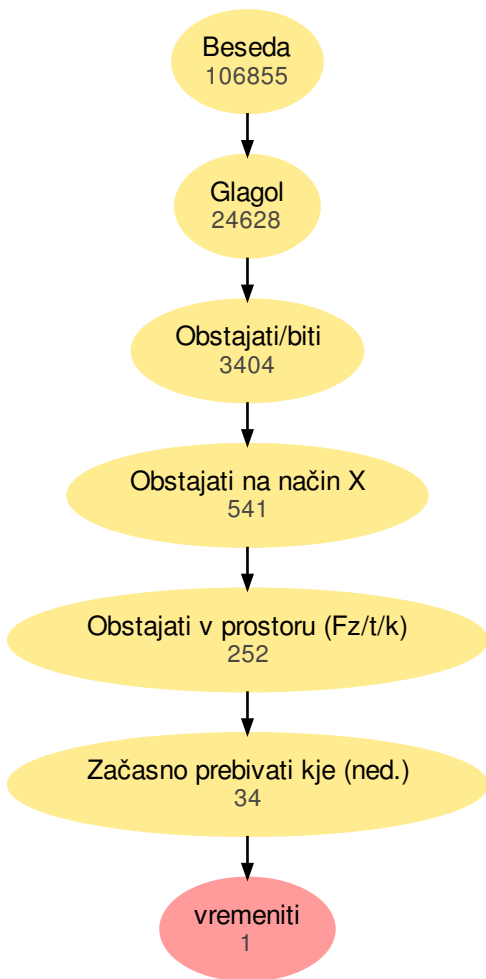 Beseda
106855
Glagol
24628
Obstajati/biti
3404
Obstajati na način X
541
Obstajati v prostoru (Fz/t/k)
252
Začasno prebivati kje (ned.)
34
vremeniti
1